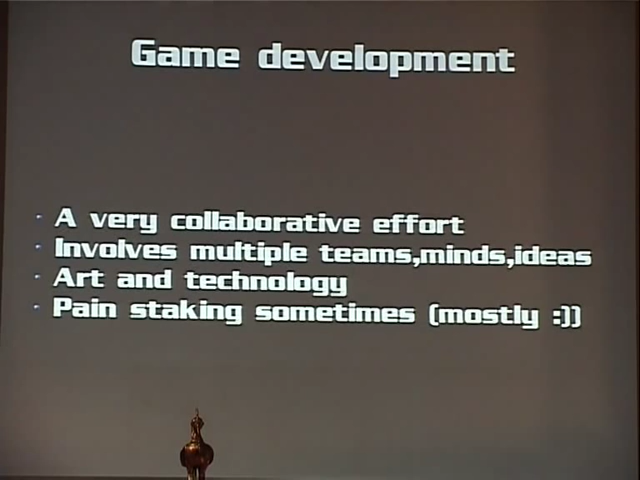 Game development
A very collaborative effort
Involves multiple teams,minds,ideas
Art and technology
Pain staking sometimes (mostly :))